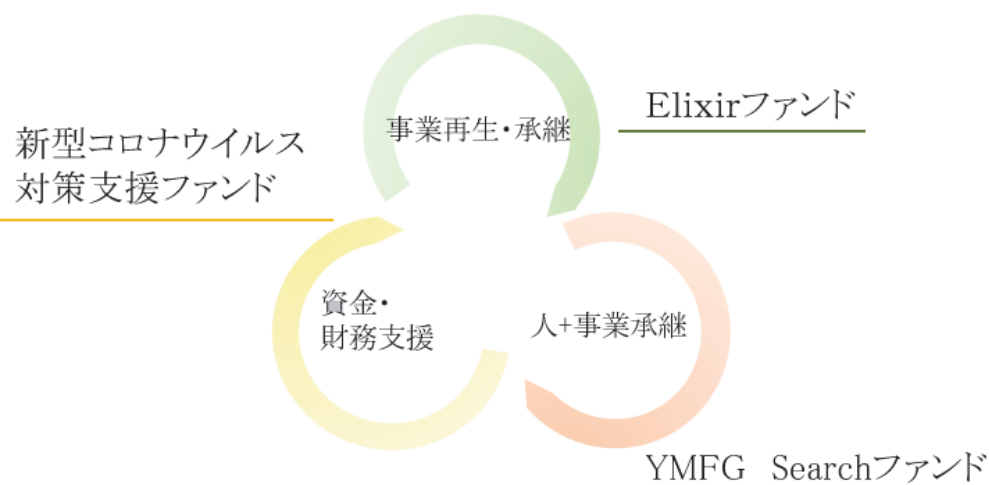 事業再生・承継
Elixirファンド
新型コロナウイルス
対策支援ファンド
資金・
財務支援
人+事業承継
YMFG Searchファンド